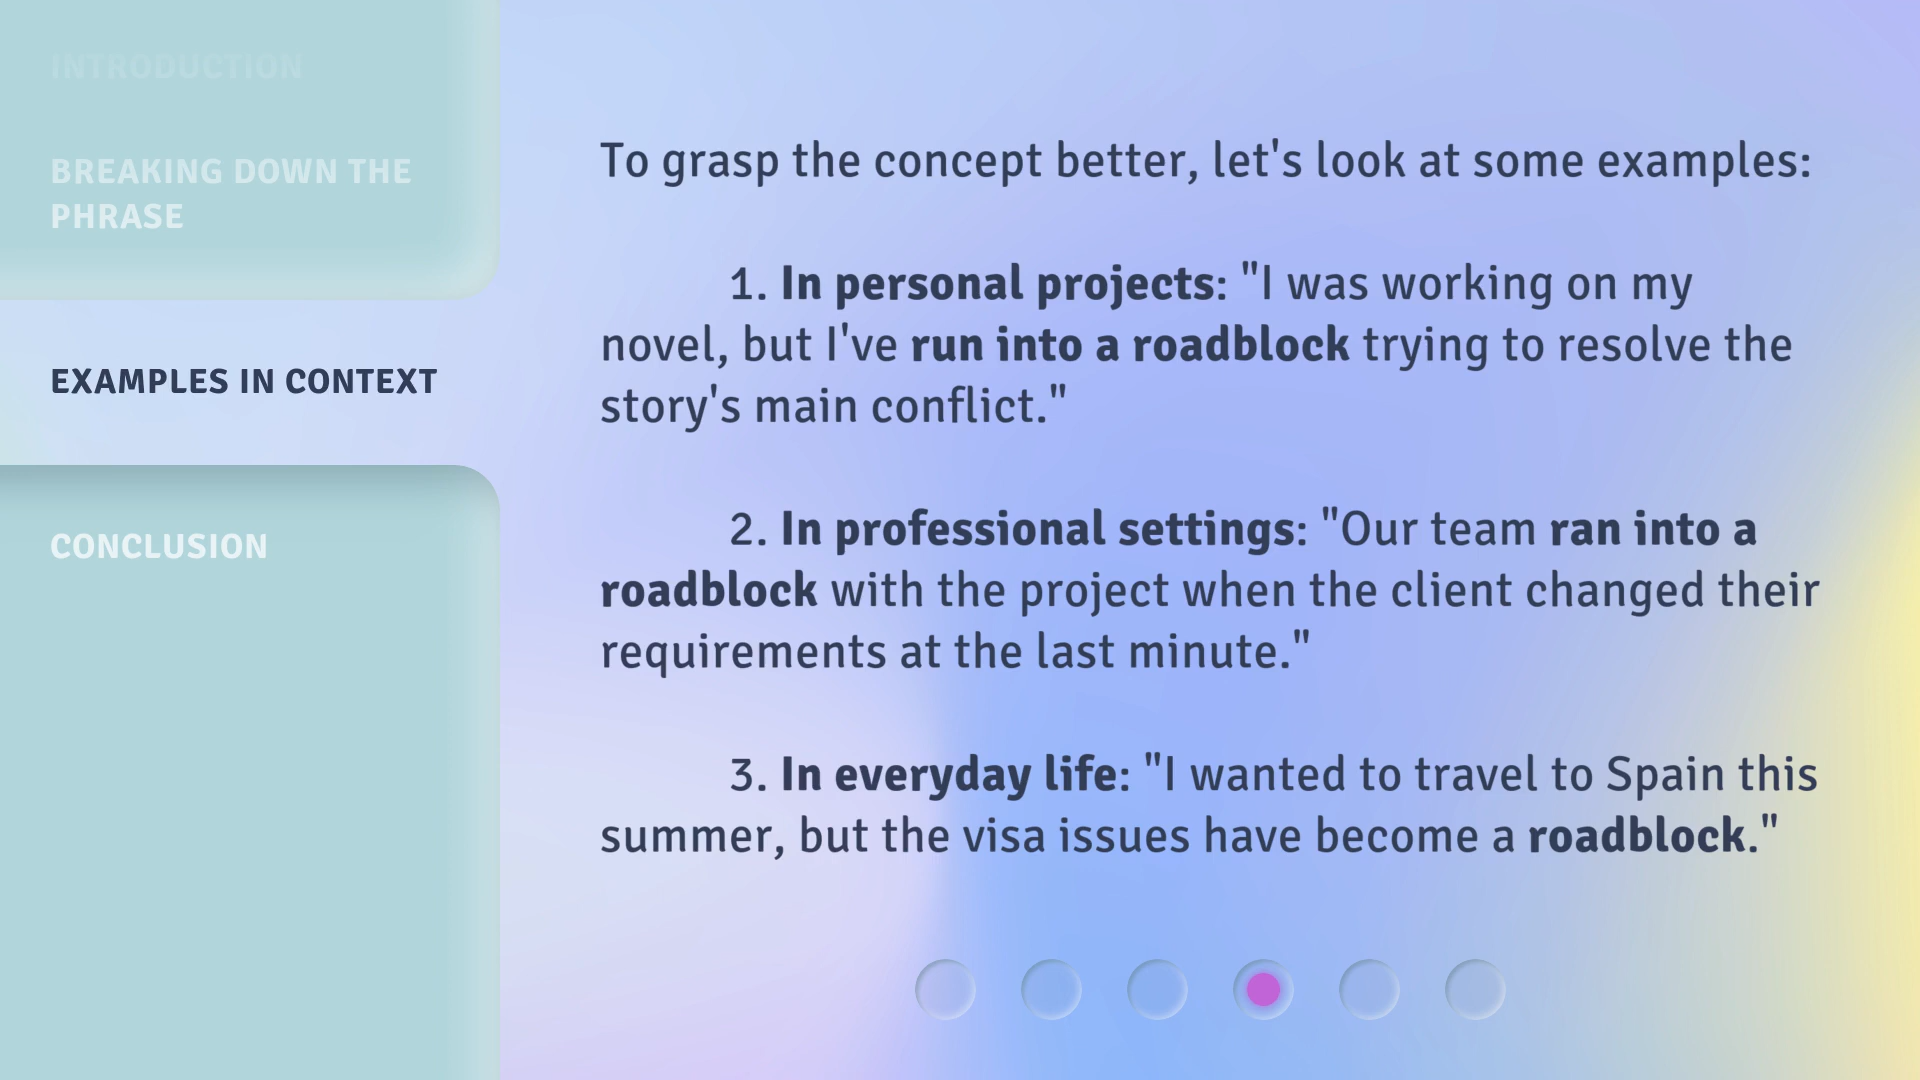 INTRODUCTION
BREAKING DOWN THE
PHRASE
EXAMPLES IN CONTEXT
CONCLUSION
To grasp the concept better, let's look at some examples:
1. In personal projects: "I was working on my
novel, but I've run into a roadblock trying to resolve the
story's main conflict."
2. In professional settings: "Our team ran into a
roadblock with the project when the client changed their
requirements at the last minute."
3. In everyday life: "I wanted to travel to Spain this
summer, but the visa issues have become a roadblock."